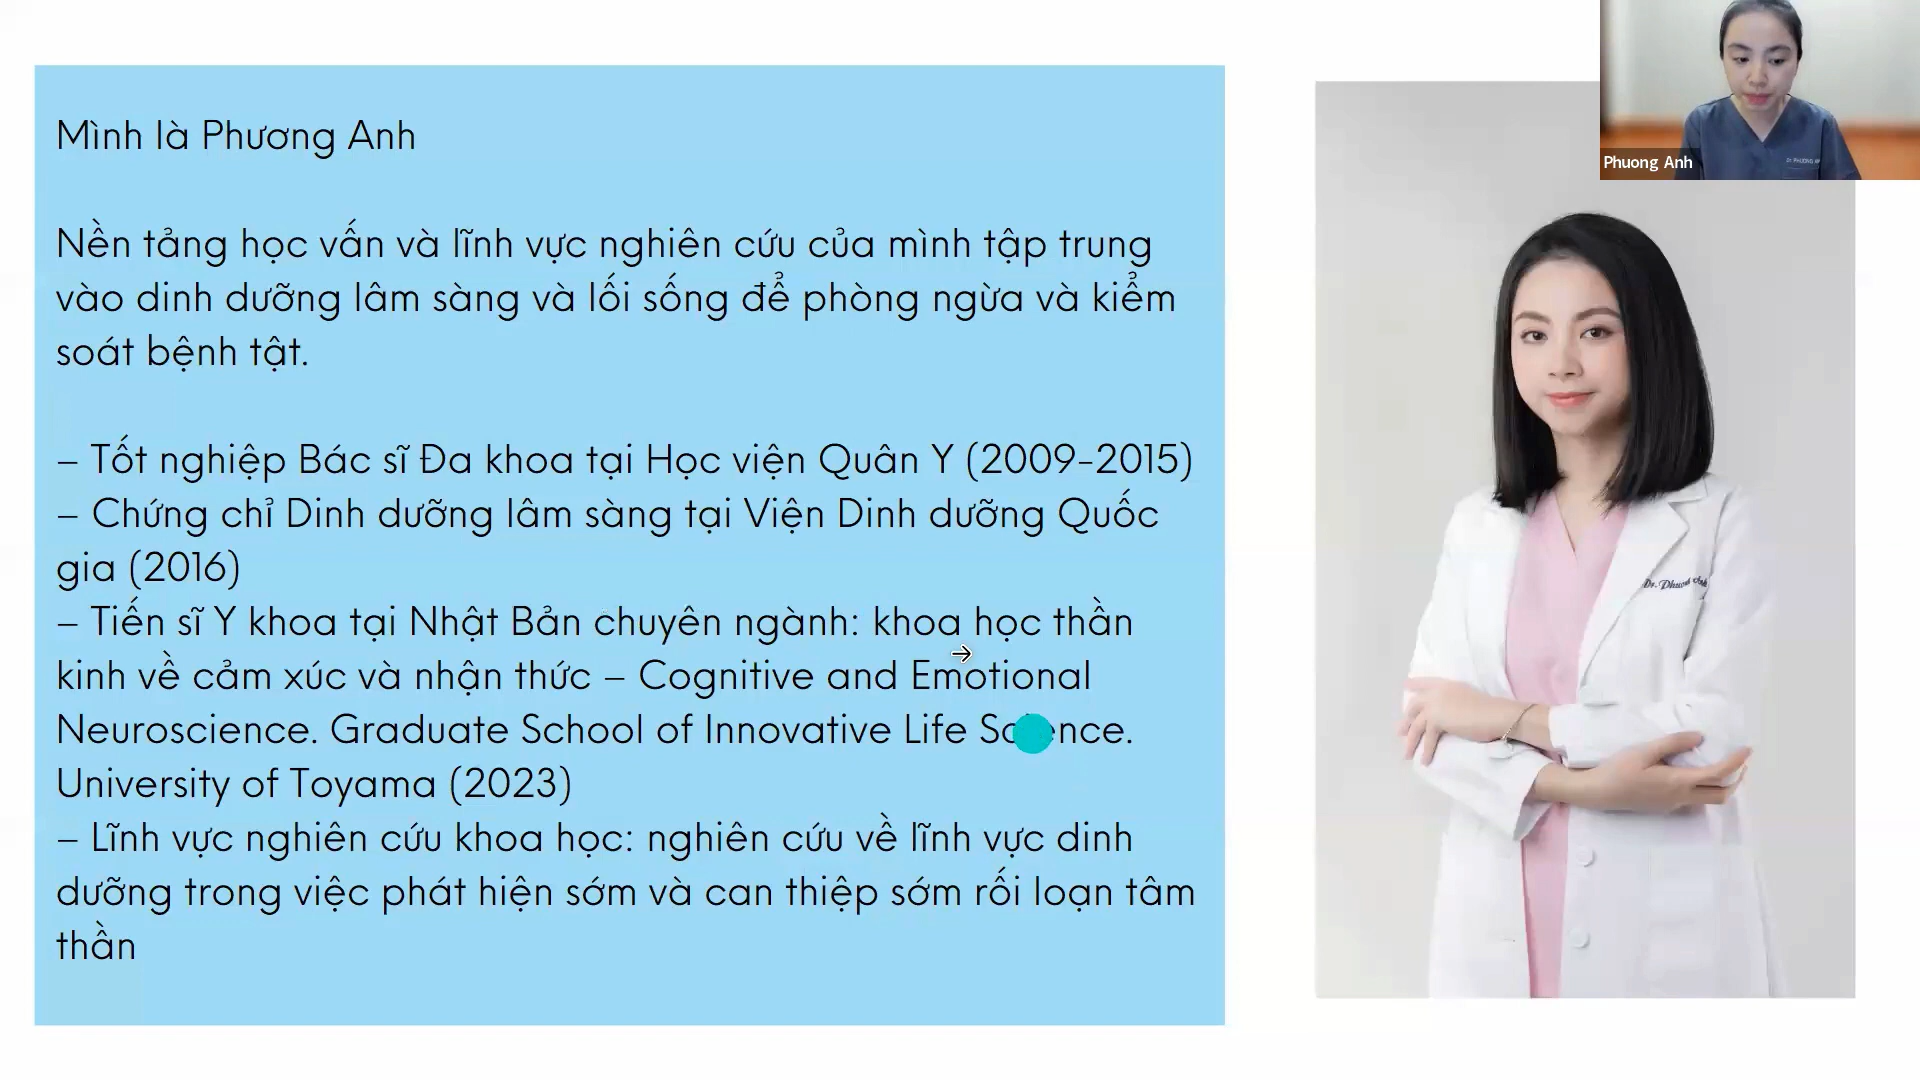 Mình là Phương Anh
Nền tảng học vấn và lĩnh vực nghiên cứu của mình tập trung
vào dinh dưỡng lâm sàng và lối sống để phòng ngừa và kiểm
soát bệnh tật.
– Tốt nghiệp Bác sĩ Đa khoa tại Học viện Quân Y (2009-2015)
– Chứng chỉ Dinh dưỡng lâm sàng tại Viện Dinh dưỡng Quốc
gia (2016)
– Tiến sĩ Y khoa tại Nhật Bản chuyên ngành: khoa học thần
kinh về cảm xúc và nhận thức – Cognitive and Emotional
Neuroscience. Graduate School of Innovative Life Science.
University of Toyama (2023)
– Lĩnh vực nghiên cứu khoa học: nghiên cứu về lĩnh vực dinh
dưỡng trong việc phát hiện sớm và can thiệp sớm rối loạn tâm
thần
Phuong Anh
Dr. Phương Anh